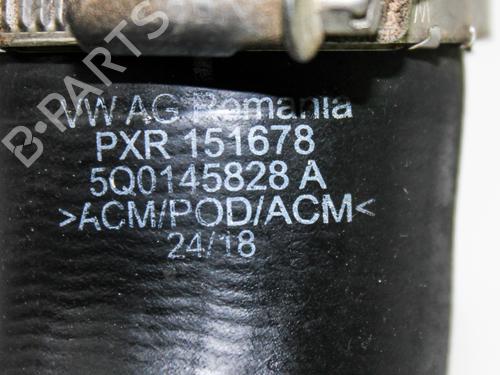 B-PARTS
VW AG Romania
PXR 151678
5Q0145828 A
>ACM/POD/ACM<
24/18
M